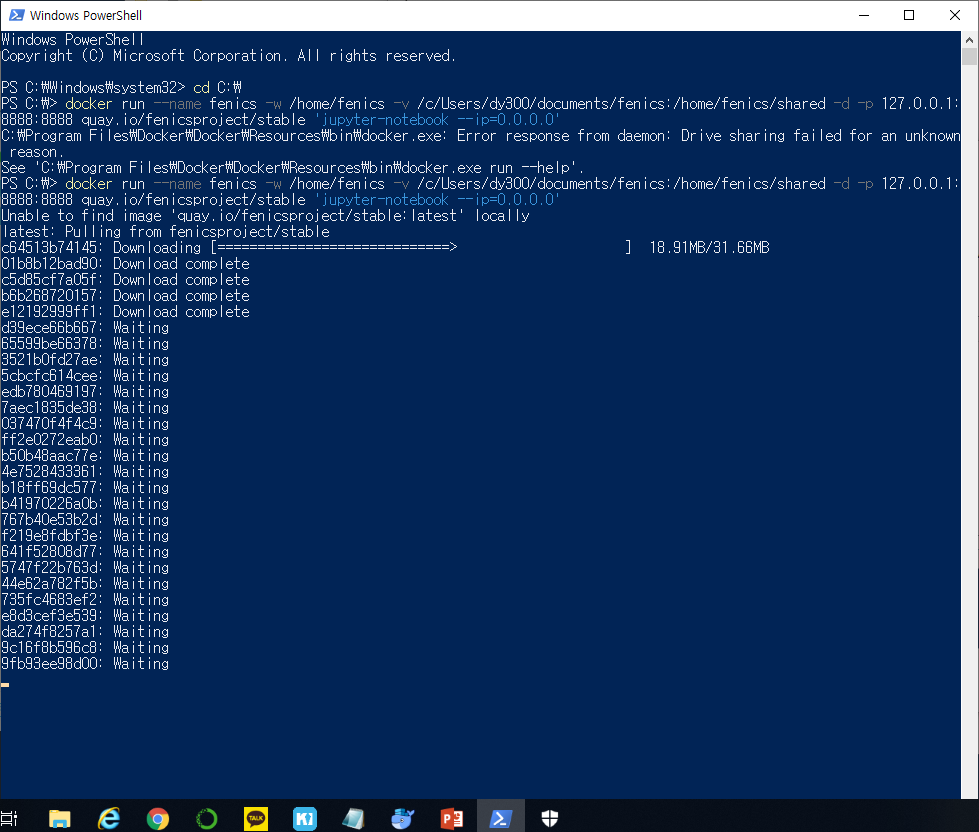 Windows PowerShell
Windows PowerShell
Copyright (C) Microsoft Corporation. All rights reserved.
PS C:₩Windows₩system32> cd C:₩
PS C:₩> docker run --name fenics -w /home/fenics -v /c/Users/dy300/documents/fenics:/home/fenics/shared -d -p 127.0.0.1:
8888:8888 quay.io/fenicsproject/stable 'jupyter-notebook --ip=0.0.0.0'
C:₩Program Files₩Docker₩Docker₩Resources₩bin₩docker.exe: Error response from daemon: Drive sharing failed for an unknown
reason.
See 'C:₩Program Files₩Docker₩Docker₩Resources₩bin₩docker.exe run --help'.
PS C:₩> docker run --name fenics -w /home/fenics -v /c/Users/dy300/documents/fenics:/home/fenics/shared -d -p 127.0.0.1:
8888:8888 quay.io/fenicsproject/stable 'jupyter-notebook --ip=0.0.0.0'
Unable to find image 'quay.io/fenicsproject/stable:latest' locally
latest: Pulling from fenicsproject/stable
c64513b74145: Downloading [=============================>                     ]  18.91MB/31.66MB
01b8b12bad90: Download complete
c5d85cf7a05f: Download complete
b6b268720157: Download complete
e12192999ff1: Download complete
d39ece66b667: Waiting
65599be66378: Waiting
3521b0fd27ae: Waiting
5cbcfc614cee: Waiting
edb780469197: Waiting
7aec1835de38: Waiting
037470f4f4c9: Waiting
ff2e0272eab0: Waiting
b50b48aac77e: Waiting
4e7528433361: Waiting
b18ff69dc577: Waiting
b41970226a0b: Waiting
767b40e53b2d: Waiting
f219e8fdbf3e: Waiting
641f52808d77: Waiting
5747f22b763d: Waiting
44e62a782f5b: Waiting
735fc4683ef2: Waiting
e8d3cef3e539: Waiting
da274f8257a1: Waiting
9c16f8b596c8: Waiting
9fb93ee98d00: Waiting
TALK